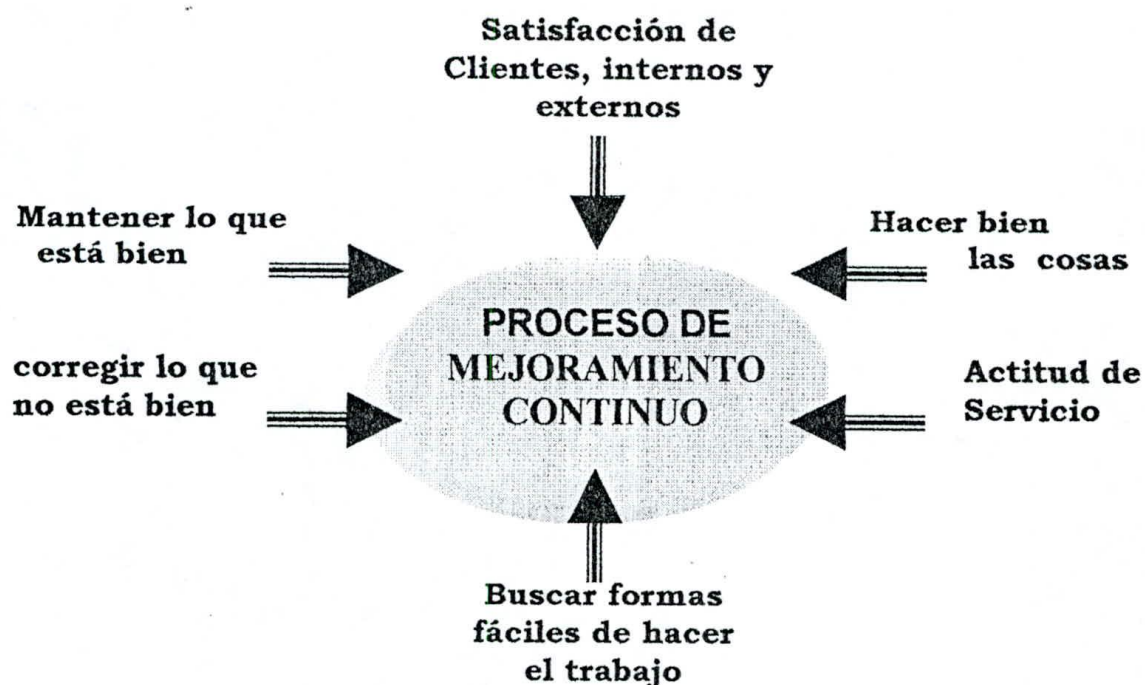 Satisfacción de
Clientes, internos y
externos
Mantener lo que
está bien
Hacer bien
las cosas
PROCESO DE
MEJORAMIENTO
CONTINUO
corregir lo que
no está bien
Actitud de
Servicio
Buscar formas
fáciles de hacer
el trabajo